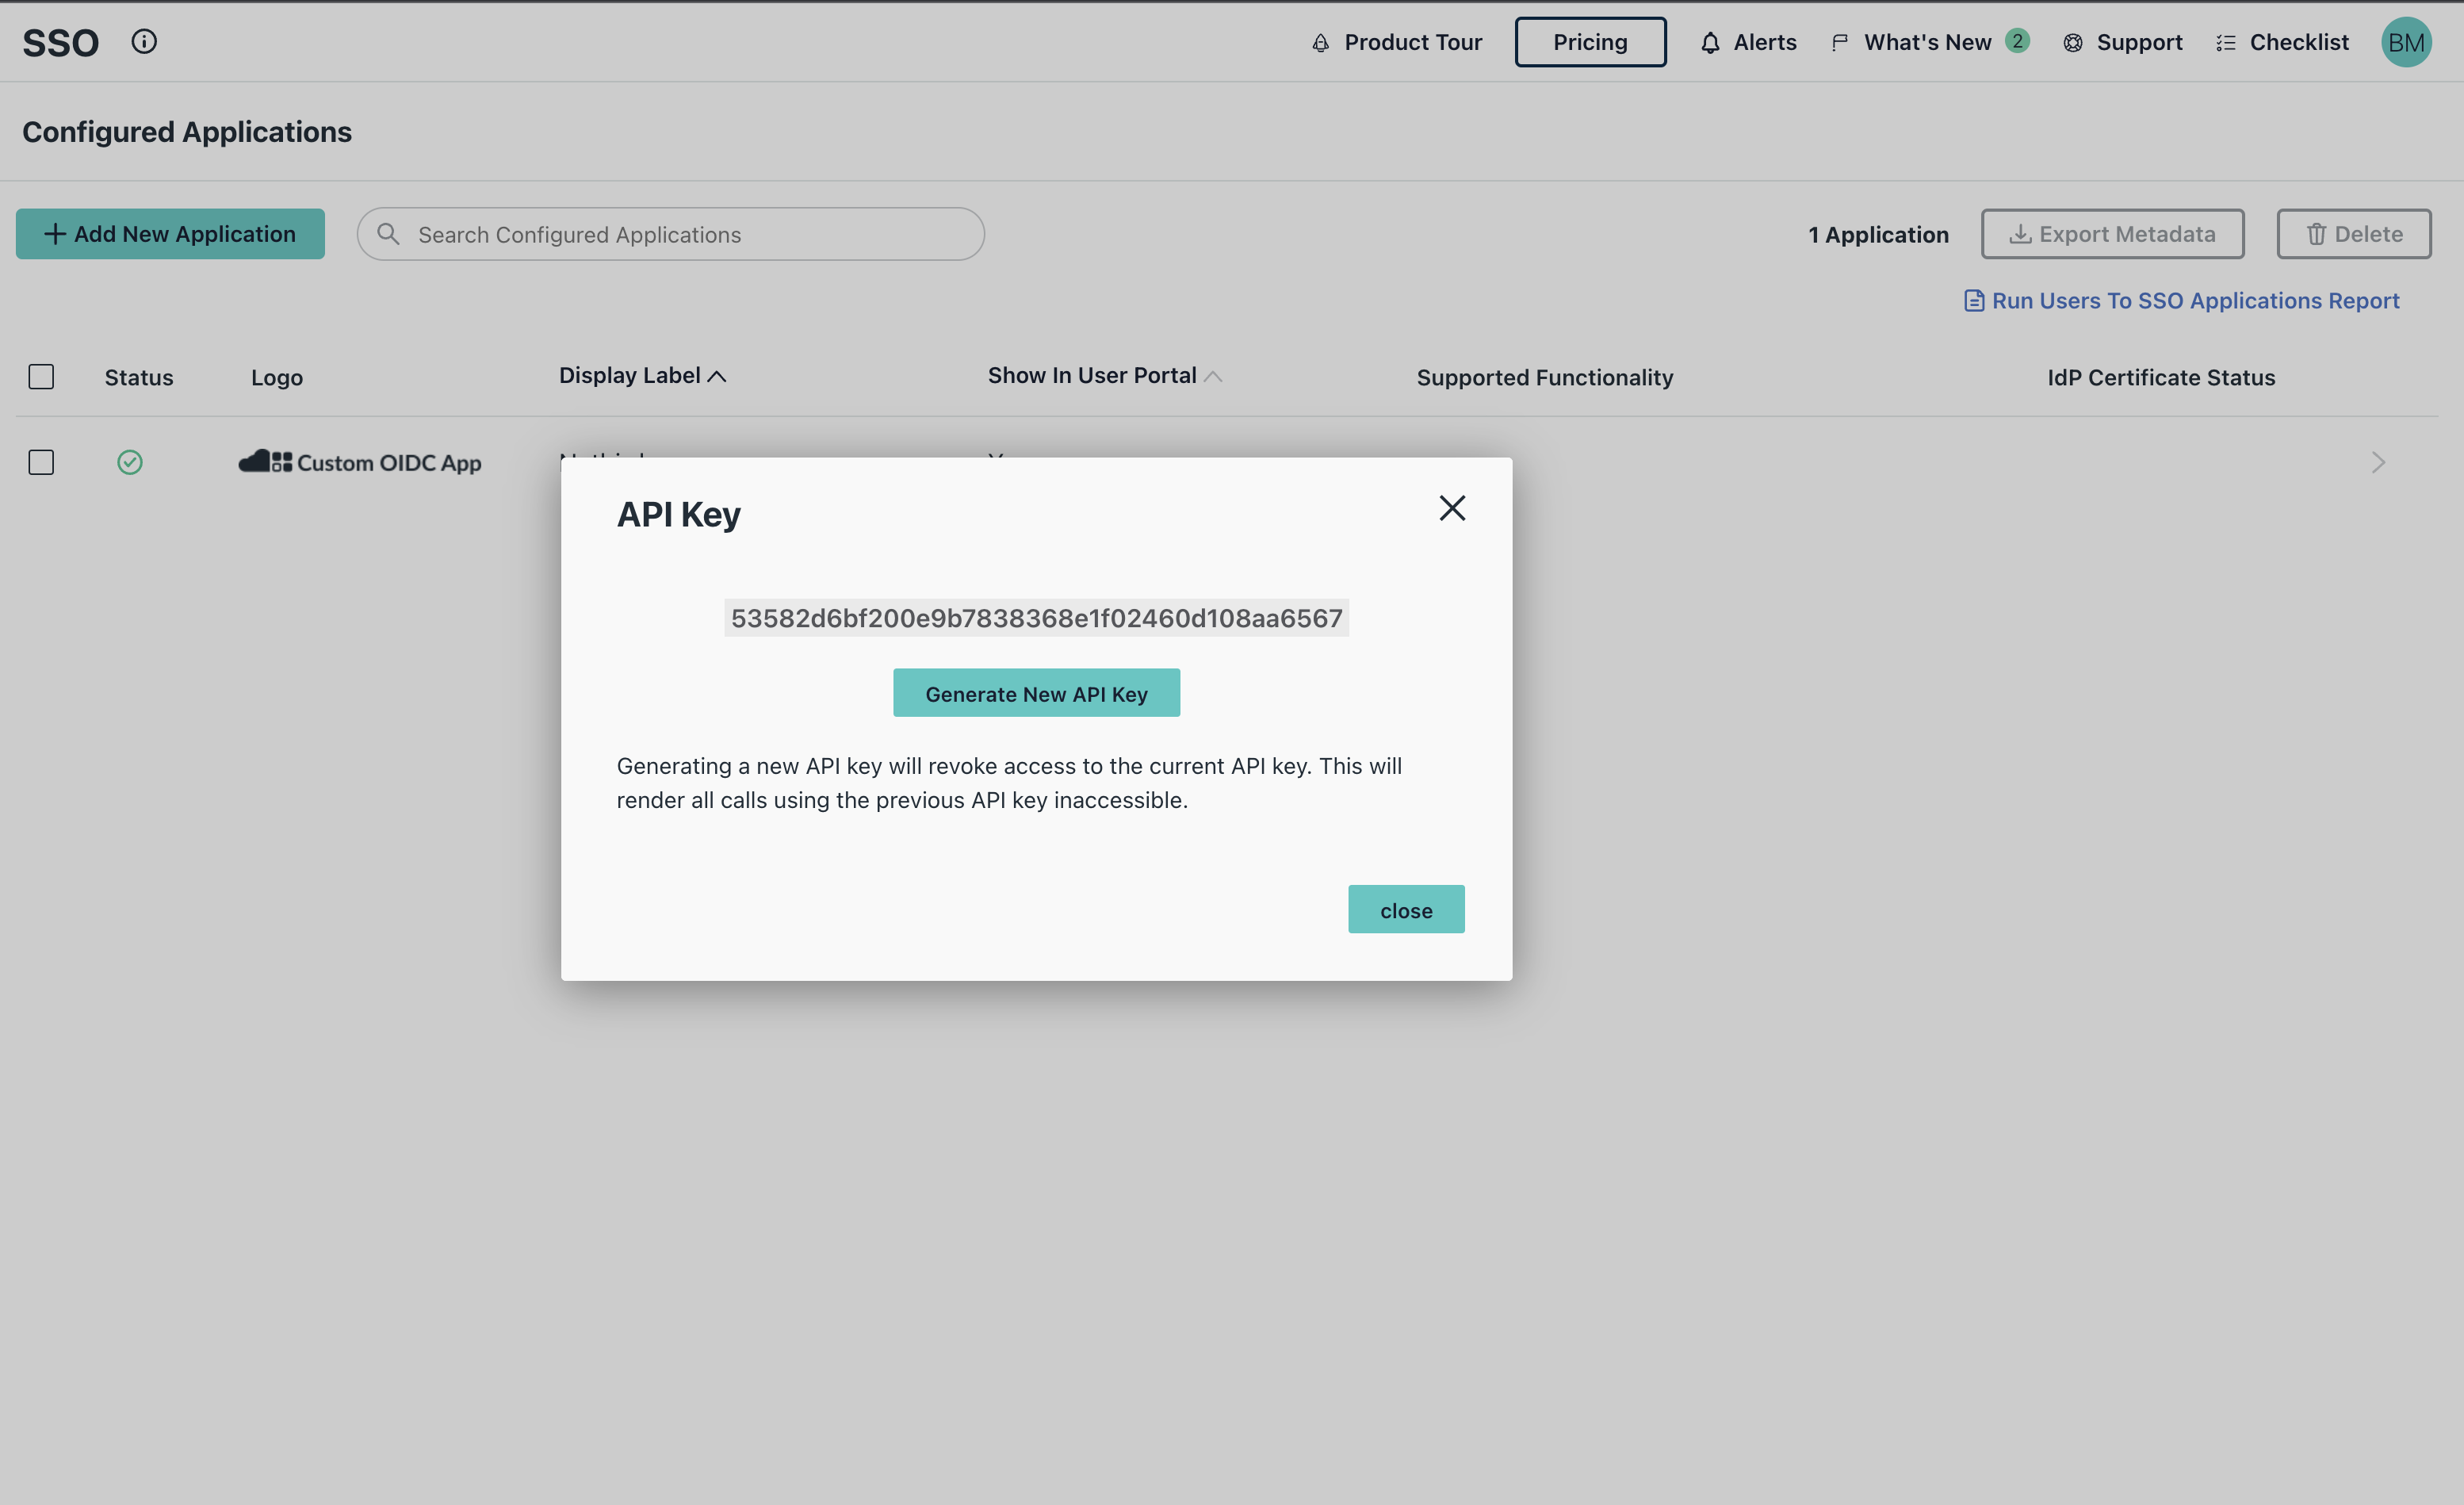 SSO
Product Tour
Pricing
Alerts
What's New 2
Support
Checklist
BM
Configured Applications
Add New Application
Search Configured Applications
1 Application
Export Metadata
Delete
Run Users To SSO Applications Report
Status
Logo
Display Label
Show In User Portal
Supported Functionality
IdP Certificate Status
Custom OIDC App
API Key
53582d6bf200e9b7838368e1f02460d108aa6567
Generate New API Key
Generating a new API key will revoke access to the current API key. This will
render all calls using the previous API key inaccessible.
close